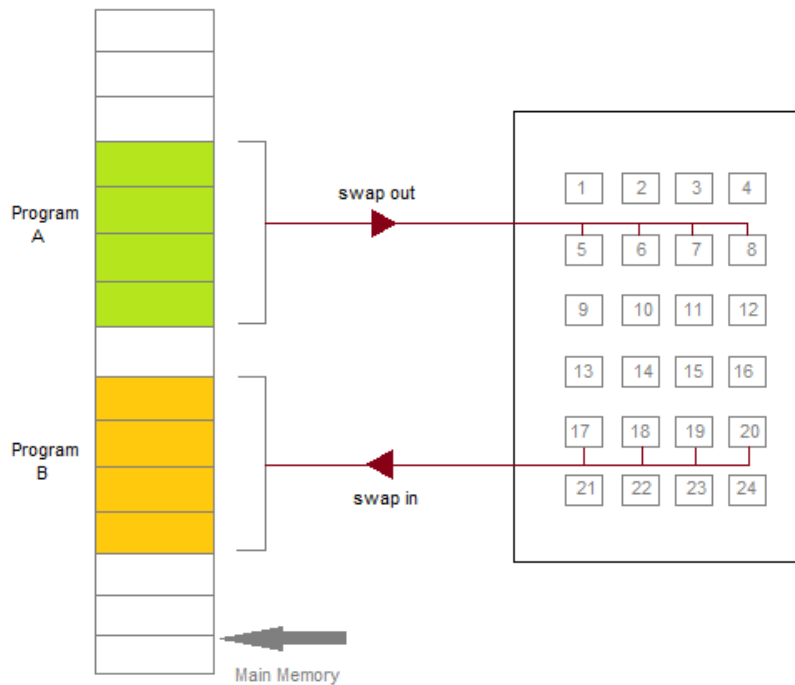 swap out
1 2 3 4
Program
A
5 6 7 8
9 10 11 12
13 14 15 16
17 18 19 20
Program
B
swap in
21 22 23 24
Main Memory